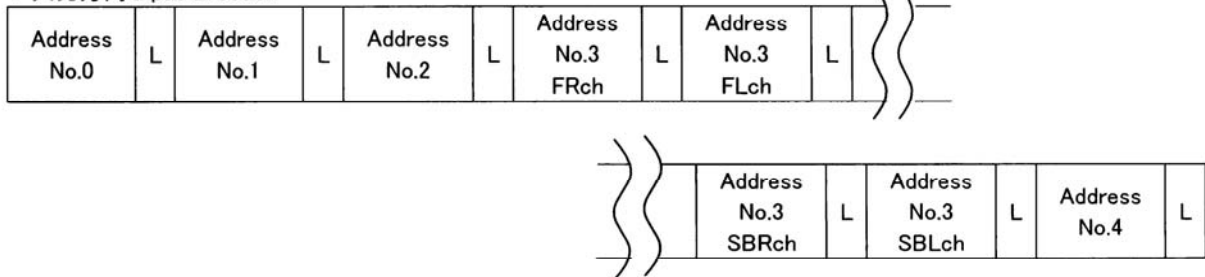 Address
No.0
L
Address
No.1
L
Address
No.2
L
Address
No.3
FRch
L
Address
No.3
FLch
L
Address
No.3
SBRch
L
Address
No.3
SBLch
L
Address
No.4
L